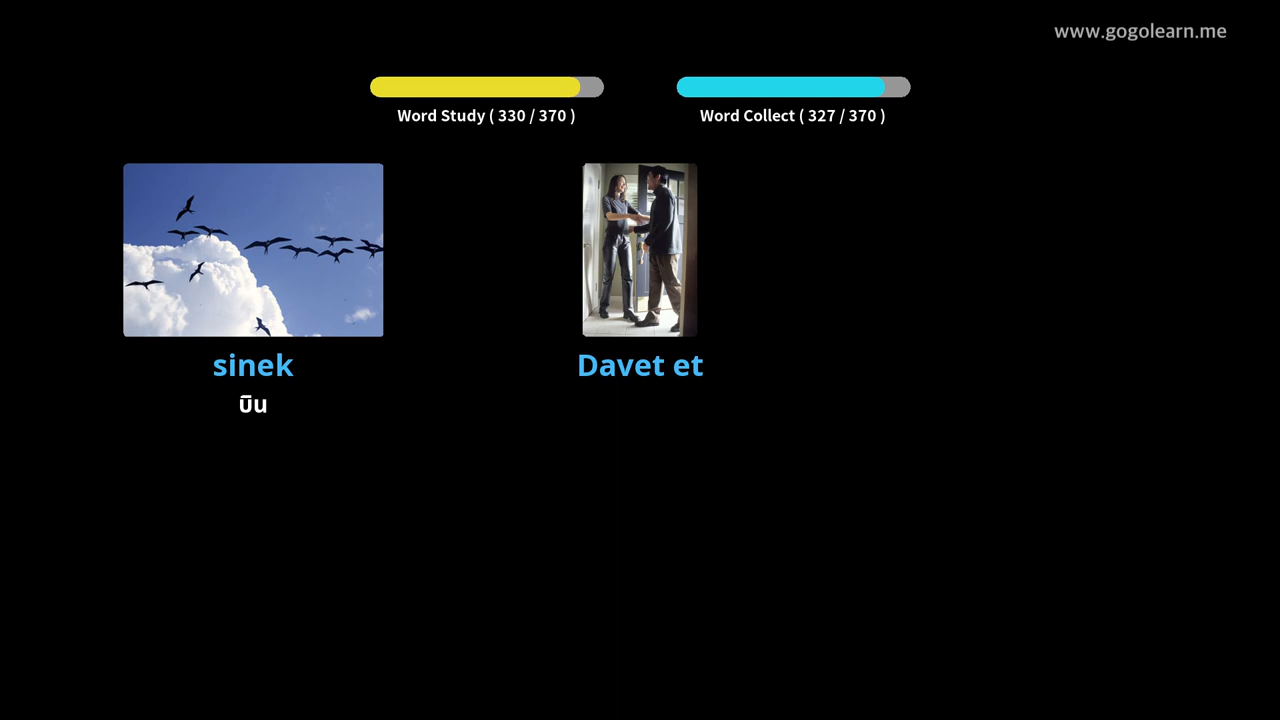 www.gogolearn.me
Word Study ( 330 / 370 )
Word Collect ( 327 / 370 )
sinek
Davet et
บิน